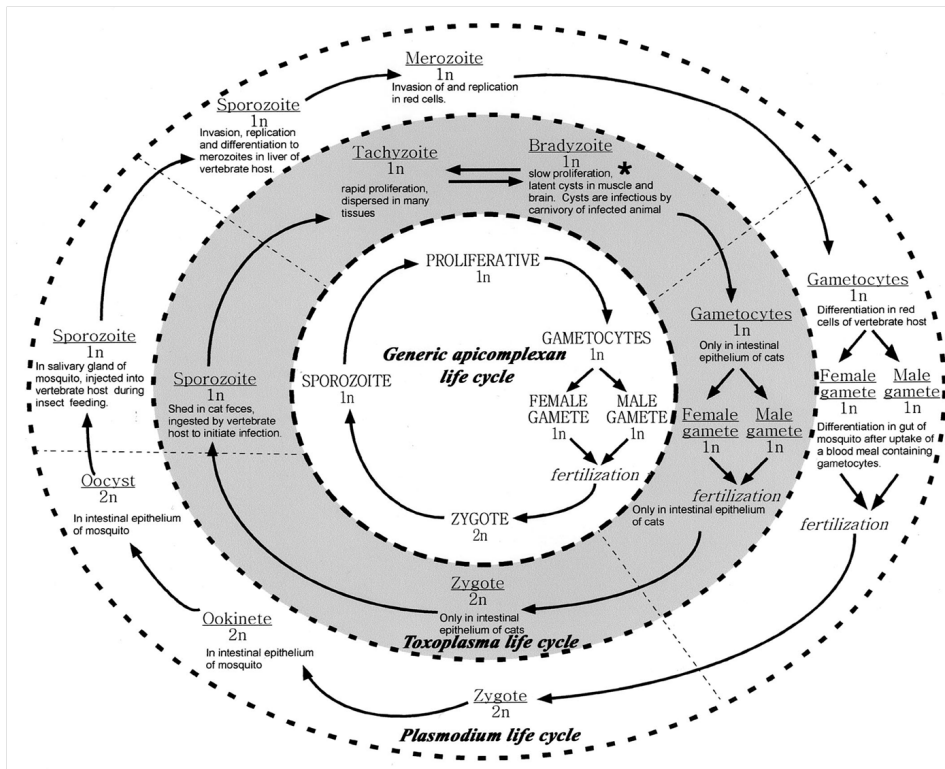 Merozoite
1n
Invasion of and replication
in red cells.
Sporozoite
1n
Invasion, replication
and differentiation to
merozoites in liver of
vertebrate host.
Tachyzoite
1n
rapid proliferation,
dispersed in many
tissues
Bradyzoite
1n *
slow proliferation,
latent cysts in muscle and
brain. Cysts are infectious by
carnivory of infected animal
PROLIFERATIVE
1n
GAMETOCYTES
1n
Generic apicomplexan
life cycle
SPOROZOITE
1n
FEMALE
GAMETE
1n
MALE
GAMETE
1n
fertilization
ZYGOTE
2n
Gametocytes
1n
Only in intestinal
epithelium of cats
Female
gamete
1n
Male
gamete
1n
fertilization
Only in intestinal epithelium
of cats
Gametocytes
1n
Differentiation in red
cells of vertebrate host
Female
gamete
1n
Male
gamete
1n
Differentiation in gut of
mosquito after uptake of
a blood meal containing
gametocytes.
fertilization
Sporozoite
1n
In salivary gland of
mosquito, injected into
vertebrate host during
insect feeding.
Sporozoite
1n
Shed in cat feces,
ingested by vertebrate
host to initiate infection.
Oocyst
2n
In intestinal epithelium
of mosquito
Ookinete
2n
In intestinal epithelium
of mosquito
Zygote
2n
Only in intestinal
epithelium of cats
Toxoplasma life cycle
Zygote
2n
Plasmodium life cycle